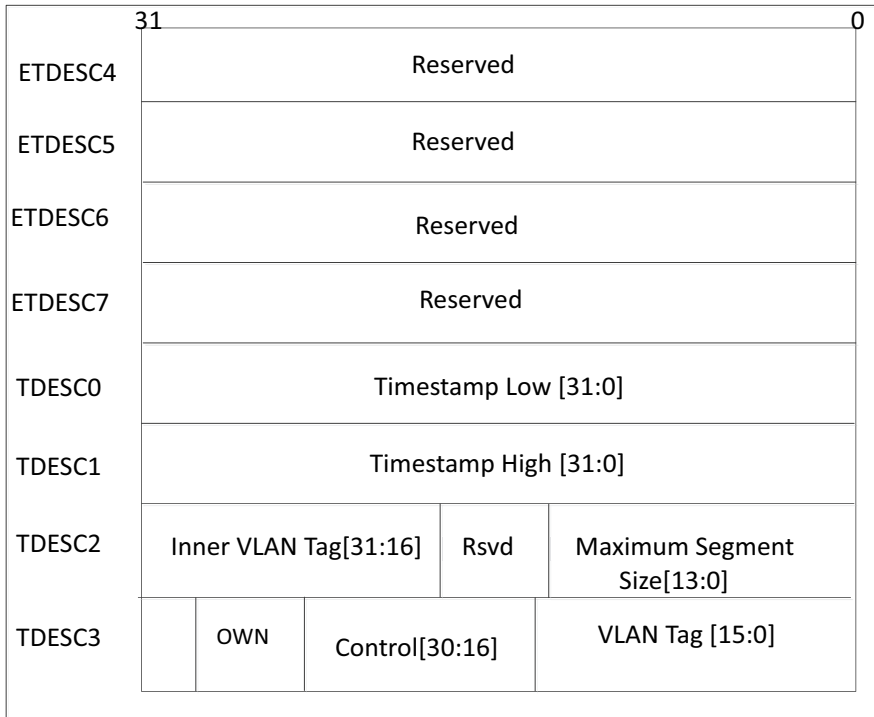 31 0
ETDESC4 Reserved
ETDESC5 Reserved
ETDESC6 Reserved
ETDESC7 Reserved
TDESC0 Timestamp Low [31:0]
TDESC1 Timestamp High [31:0]
TDESC2 Inner VLAN Tag[31:16] Rsvd Maximum Segment
Size[13:0]
TDESC3 OWN Control[30:16] VLAN Tag [15:0]